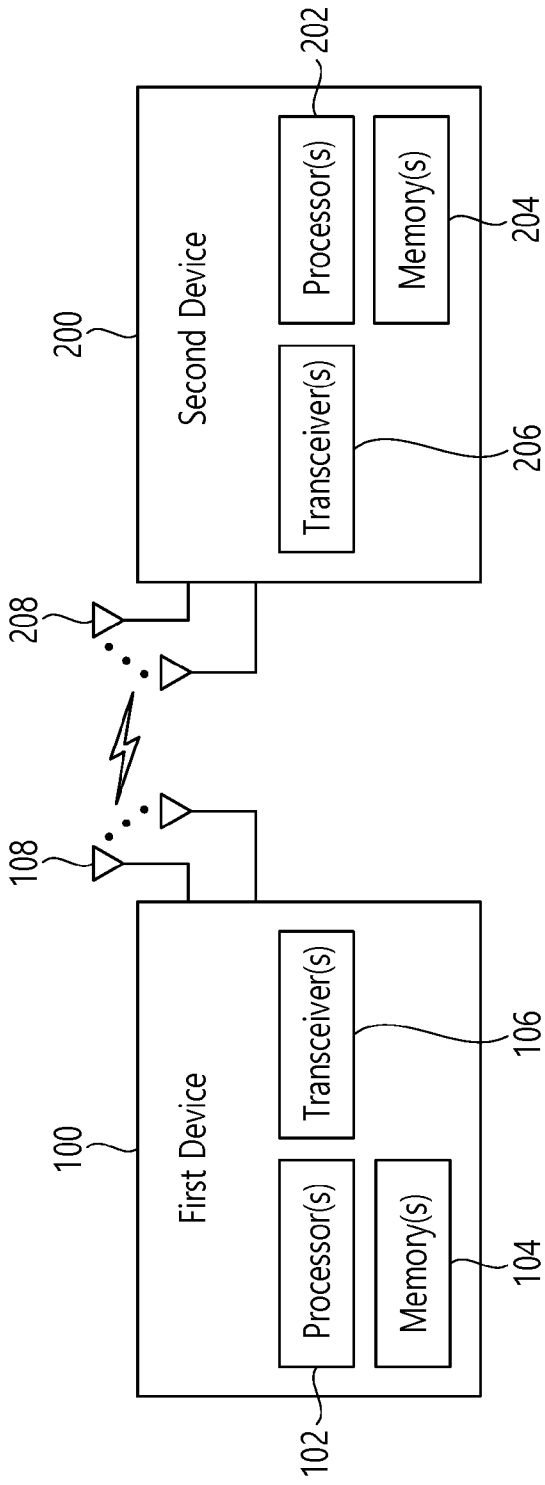 100
First Device
102
Processor(s)
Memory(s)
104
Transceiver(s)
106
108
208
200
Second Device
Transceiver(s)
206
Processor(s)
202
Memory(s)
204